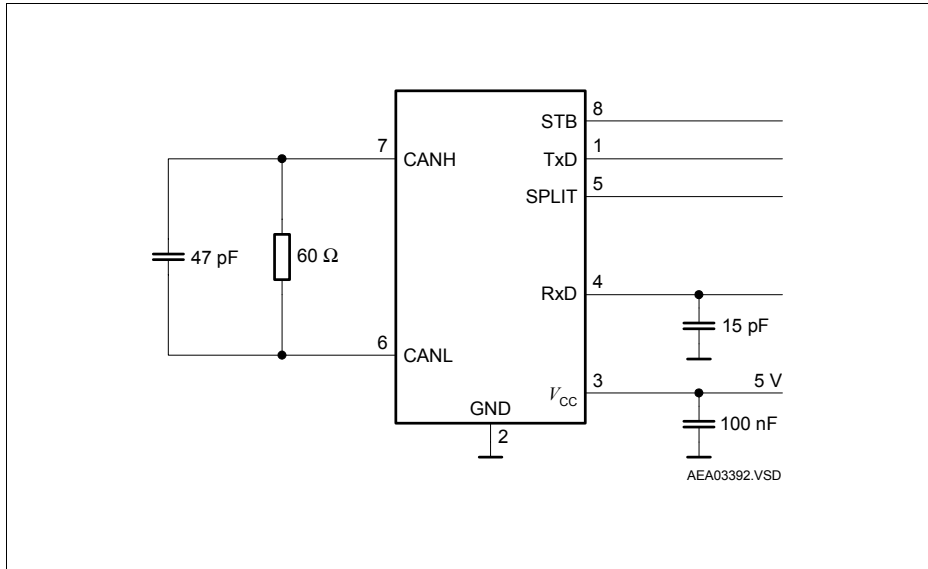 8
STB
7
1
CANH
TxD
5
SPLIT
47 pF
60 Ω
4
RxD
15 pF
6
CANL
3
5 V
VCC
GND
100 nF
2
AEA03392.VSD